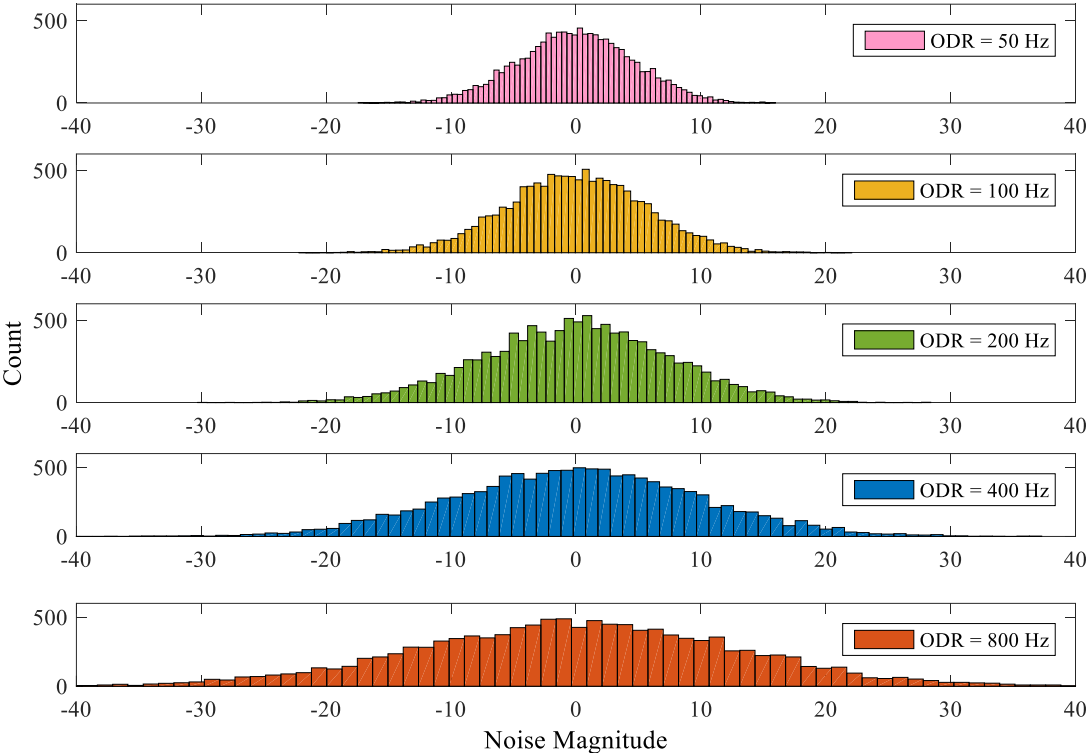 500
ODR = 50 Hz
0
-40 -30 -20 -10 0 10 20 30 40
500
ODR = 100 Hz
0
-40 -30 -20 -10 0 10 20 30 40
500
ODR = 200 Hz
0
-40 -30 -20 -10 0 10 20 30 40
Count
500
ODR = 400 Hz
0
-40 -30 -20 -10 0 10 20 30 40
500
ODR = 800 Hz
0
-40 -30 -20 -10 0 10 20 30 40
Noise Magnitude